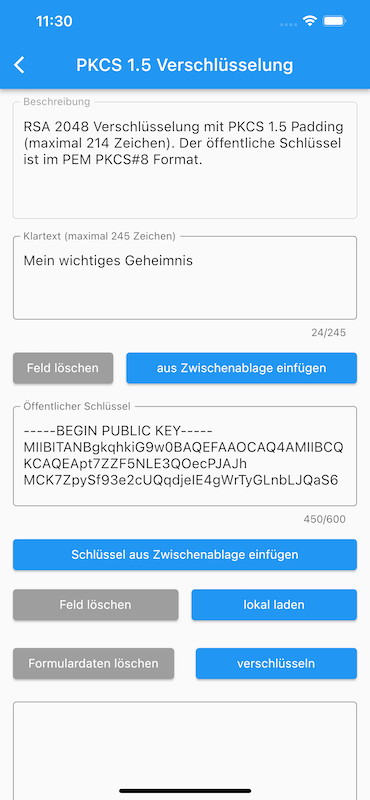 11:30
PKCS 1.5 Verschlüsselung
Beschreibung
RSA 2048 Verschlüsselung mit PKCS 1.5 Padding
(maximal 214 Zeichen). Der öffentliche Schlüssel
ist im PEM PKCS#8 Format.
Klartext (maximal 245 Zeichen)
Mein wichtiges Geheimnis
24/245
Feld löschen
aus Zwischenablage einfügen
Öffentlicher Schlüssel
-----BEGIN PUBLIC KEY-----
MIIBITANBgkqhkiG9w0BAQEFAAOCAQ4AMIIBCQ
KCAQEApt7ZZF5NLE3QOecPJAJh
MCK7ZpySf93e2cUQqdjeIE4gWrTyGLnbLJQaS6
450/600
Schlüssel aus Zwischenablage einfügen
Feld löschen
lokal laden
Formulardaten löschen
verschlüsseln